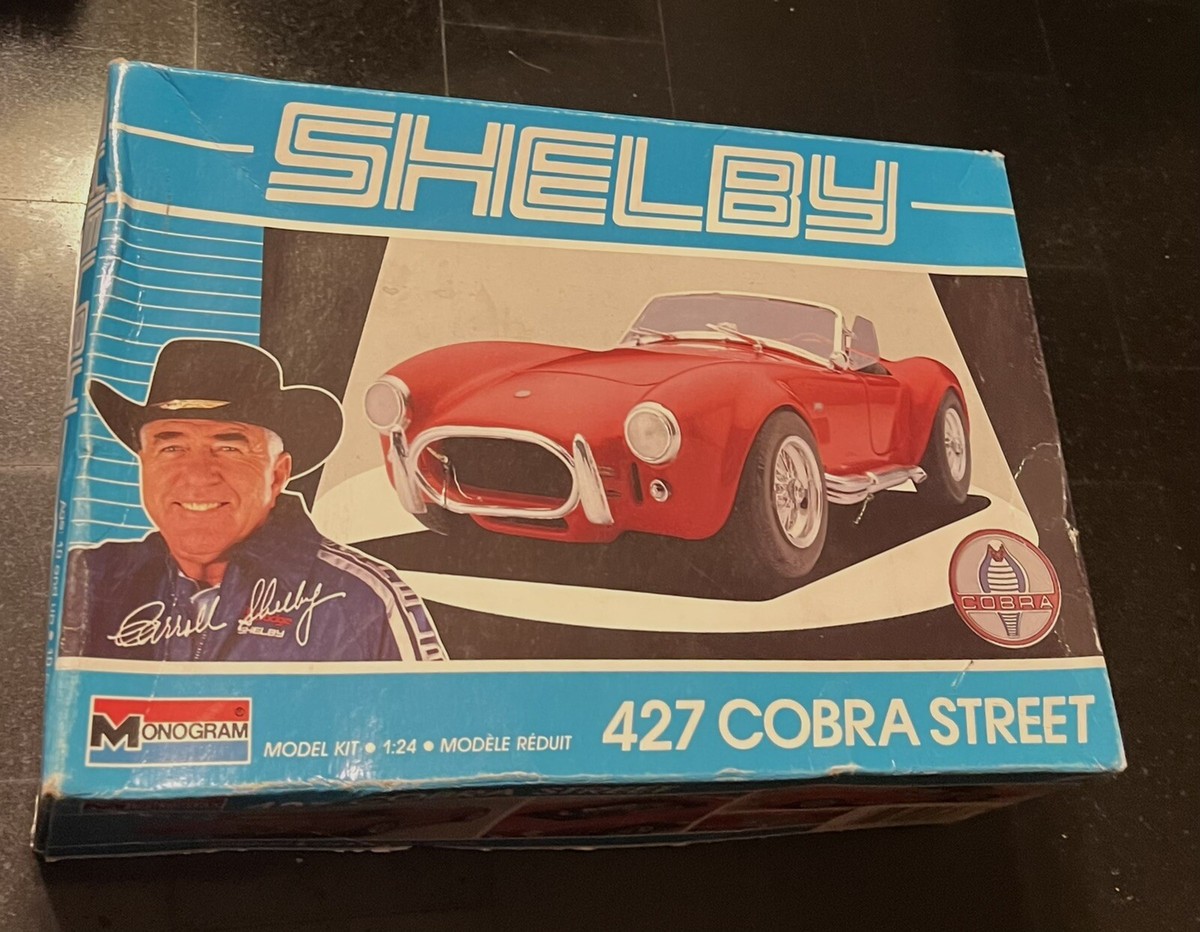 SHELBY
Carroll Shelby
SHELBY
COBRA
MONOGRAM
MODEL KIT • 1:24 • MODÈLE RÉDUIT
427 COBRA STREET